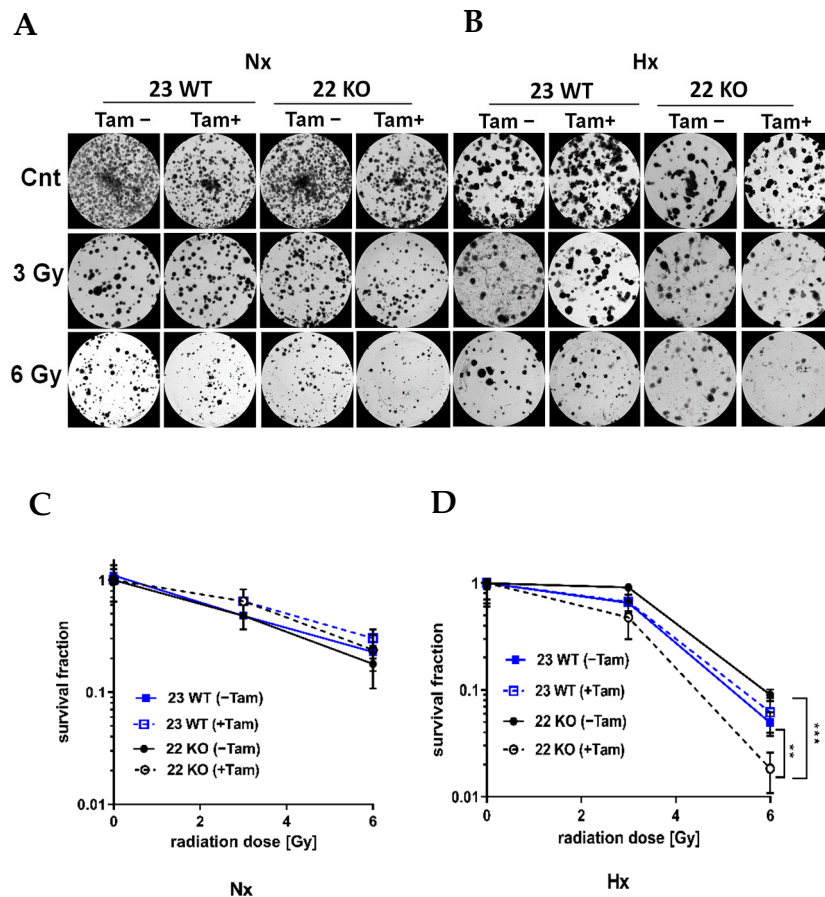 A
B
Nx
Hx
23 WT 22 KO
23 WT 22 KO
Tam − Tam+ Tam − Tam+
Tam − Tam+ Tam − Tam+
Cnt
3 Gy
6 Gy
C
D
survival fraction
1
0.1
0.01
23 WT (−Tam)
23 WT (+Tam)
22 KO (−Tam)
22 KO (+Tam)
0 2 4 6
radiation dose [Gy]
Nx
survival fraction
1
0.1
0.01
23 WT (−Tam)
23 WT (+Tam)
22 KO (−Tam)
22 KO (+Tam)
**
***
0 2 4 6
radiation dose [Gy]
Hx